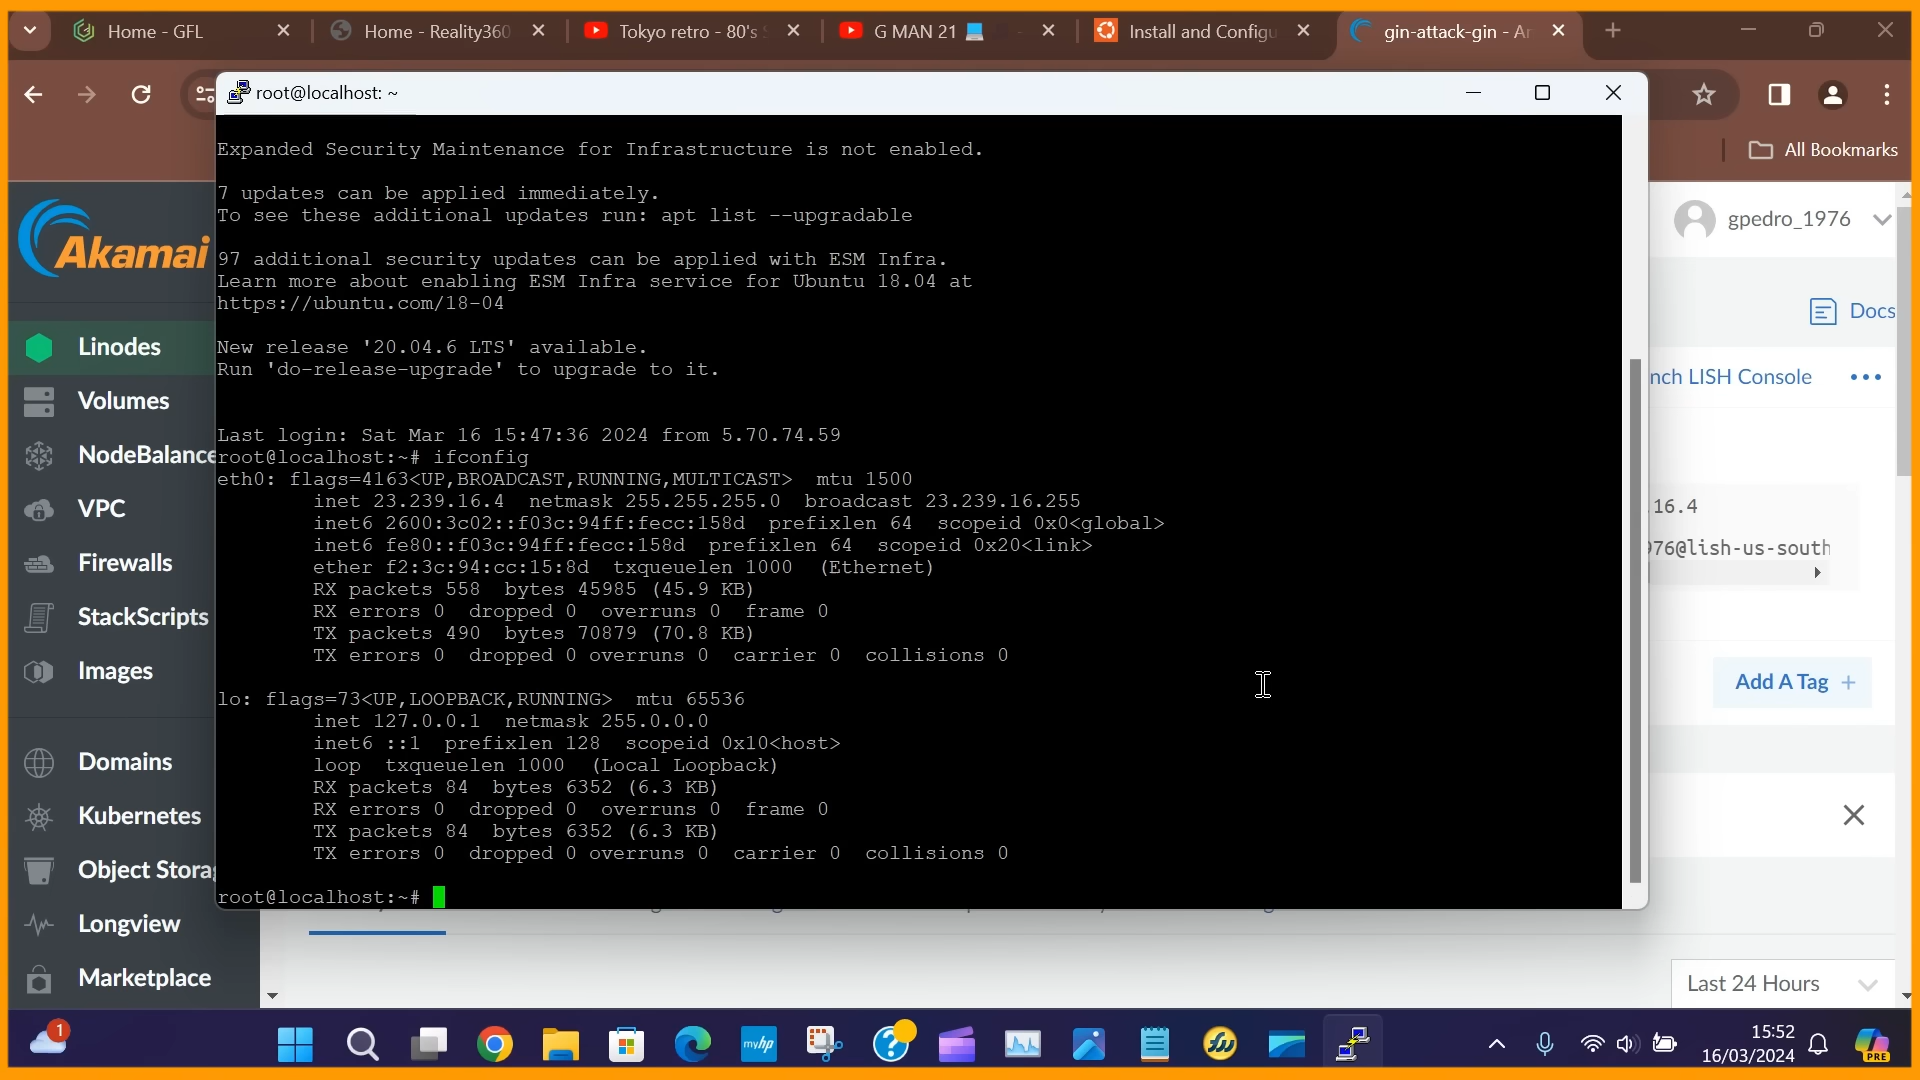 Home - GFL
Home - Reality360
Tokyo retro - 80's
G MAN 21
Install and Configu
gin-attack-gin - Ar
root@localhost: ~
All Bookmarks
Akamai
gpedro_1976
Docs
Linodes
Volumes
NodeBalance
VPC
Firewalls
StackScripts
Images
Domains
Kubernetes
Object Storag
Longview
Marketplace
Expanded Security Maintenance for Infrastructure is not enabled.
7 updates can be applied immediately.
To see these additional updates run: apt list --upgradable
97 additional security updates can be applied with ESM Infra.
Learn more about enabling ESM Infra service for Ubuntu 18.04 at
https://ubuntu.com/18-04
New release '20.04.6 LTS' available.
Run 'do-release-upgrade' to upgrade to it.
Last login: Sat Mar 16 15:47:36 2024 from 5.70.74.59
root@localhost:~# ifconfig
eth0: flags=4163<UP,BROADCAST,RUNNING,MULTICAST>  mtu 1500
inet 23.239.16.4  netmask 255.255.255.0  broadcast 23.239.16.255
inet6 2600:3c02::f03c:94ff:fecc:158d  prefixlen 64  scopeid 0x0<global>
inet6 fe80::f03c:94ff:fecc:158d  prefixlen 64  scopeid 0x20<link>
ether f2:3c:94:cc:15:8d  txqueuelen 1000  (Ethernet)
RX packets 558  bytes 45985 (45.9 KB)
RX errors 0  dropped 0  overruns 0  frame 0
TX packets 490  bytes 70879 (70.8 KB)
TX errors 0  dropped 0 overruns 0  carrier 0  collisions 0
lo: flags=73<UP,LOOPBACK,RUNNING>  mtu 65536
inet 127.0.0.1  netmask 255.0.0.0
inet6 ::1  prefixlen 128  scopeid 0x10<host>
loop  txqueuelen 1000  (Local Loopback)
RX packets 84  bytes 6352 (6.3 KB)
RX errors 0  dropped 0  overruns 0  frame 0
TX packets 84  bytes 6352 (6.3 KB)
TX errors 0  dropped 0 overruns 0  carrier 0  collisions 0
root@localhost:~#
nch LISH Console
16.4
976@lish-us-south
Add A Tag +
Last 24 Hours
1
myhp
15:52
16/03/2024
PRE